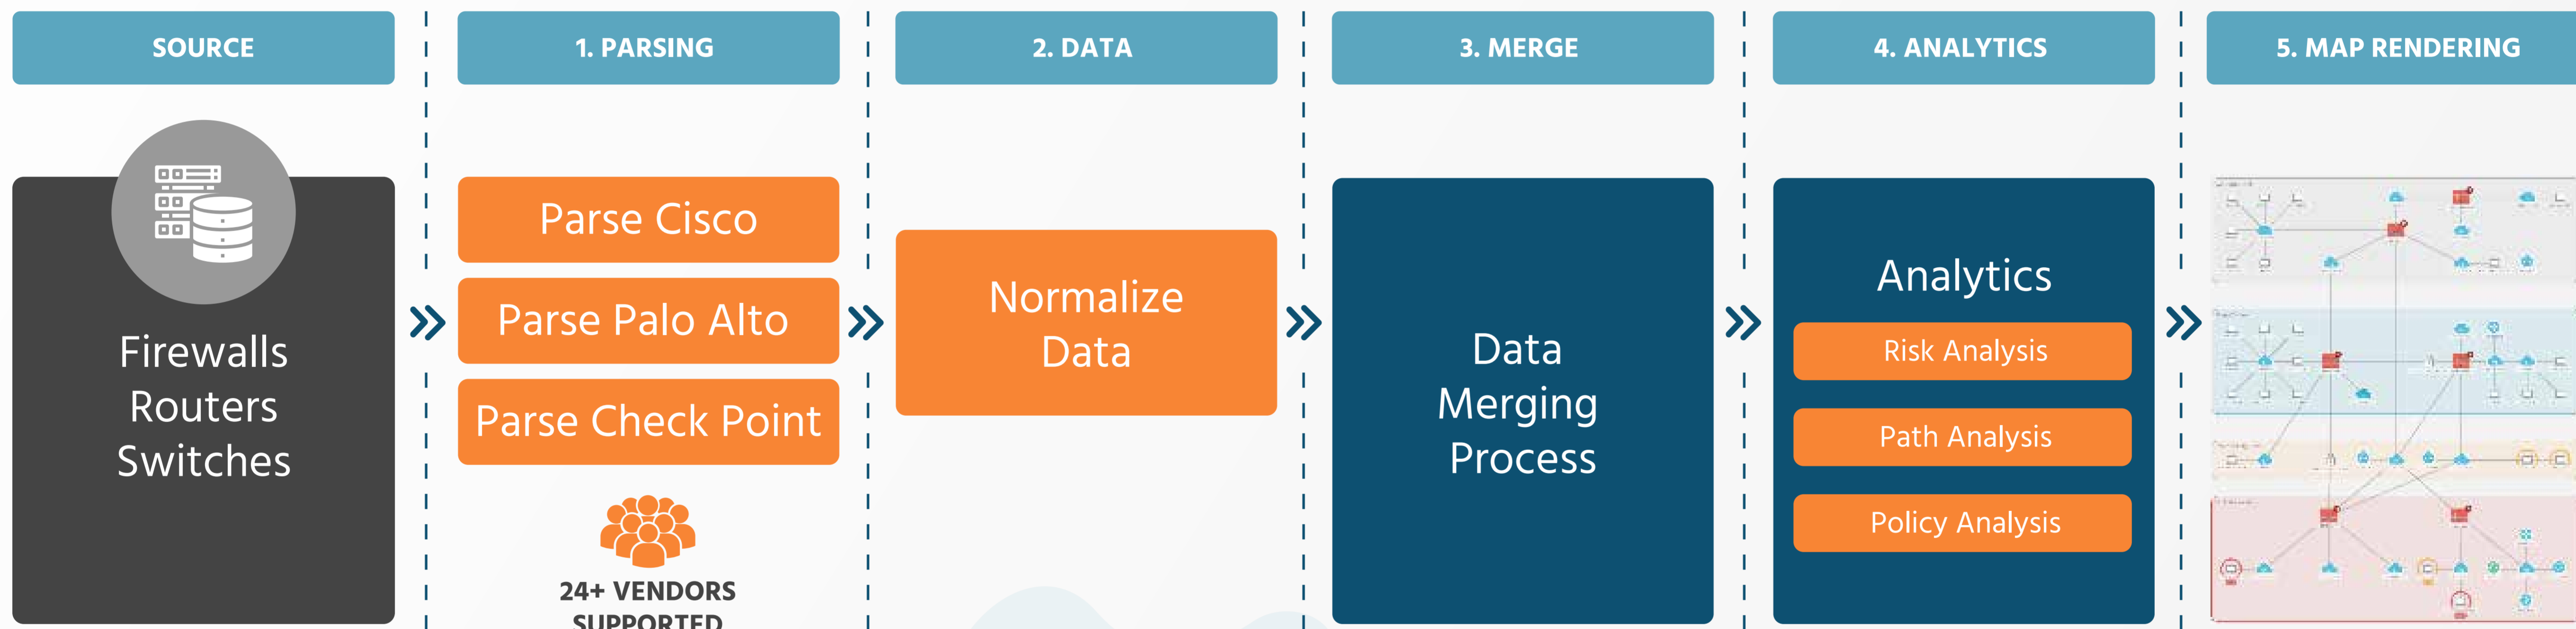 SOURCE
1. PARSING
2. DATA
3. MERGE
4. ANALYTICS
5. MAP RENDERING
Firewalls
Routers
Switches
Parse Cisco
Parse Palo Alto
Parse Check Point
24+ VENDORS
SUPPORTED
Normalize
Data
Data
Merging
Process
Analytics
Risk Analysis
Path Analysis
Policy Analysis